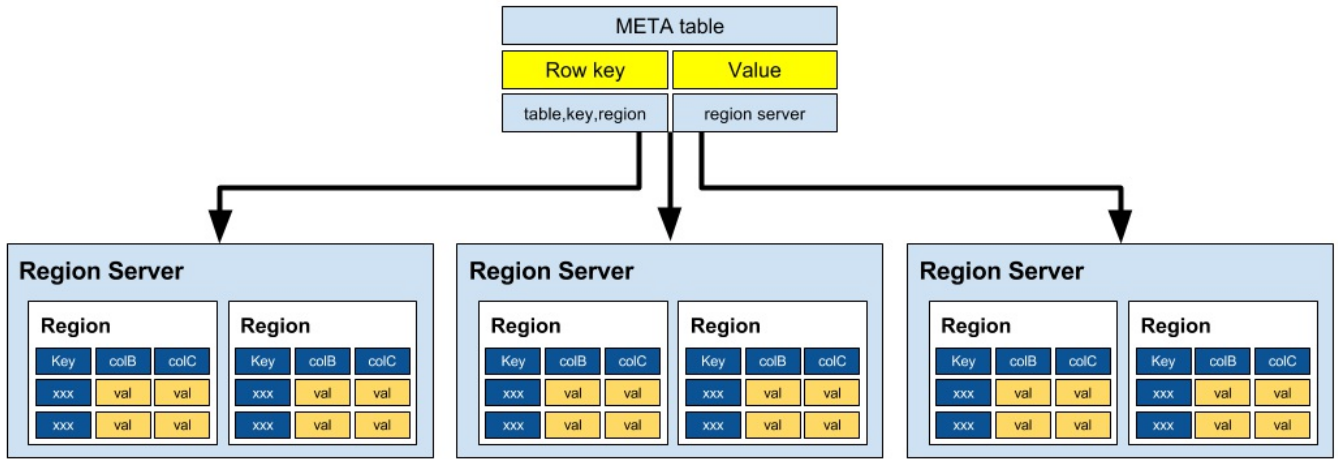 META table
Row key Value
table,key,region region server
Region Server Region Server Region Server
Region Region Region Region Region Region
Key colB colC Key colB colC Key colB colC Key colB colC Key colB colC Key colB colC
xxx val val xxx val val xxx val val xxx val val xxx val val xxx val val
xxx val val xxx val val xxx val val xxx val val xxx val val xxx val val